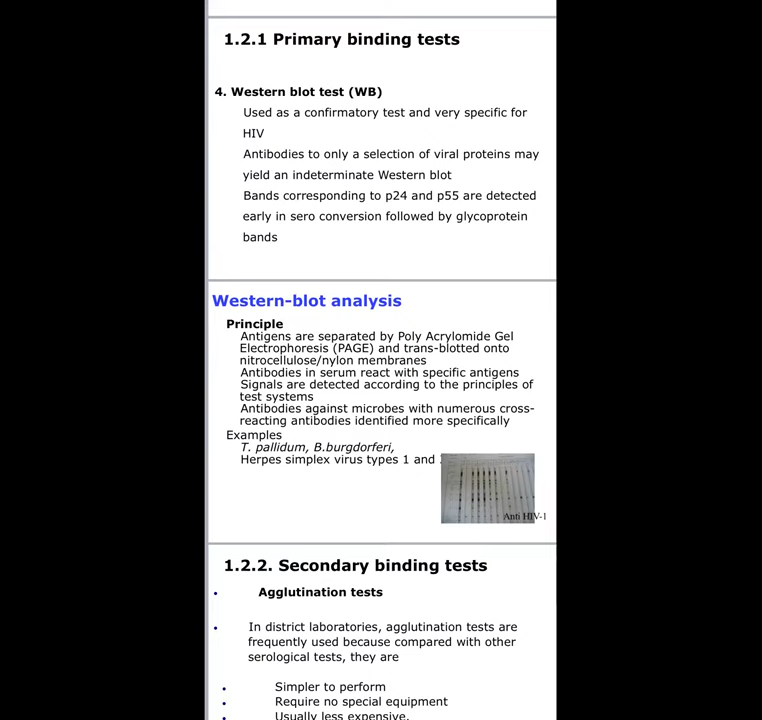 1.2.1 Primary binding tests
4. Western blot test (WB)
Used as a confirmatory test and very specific for
HIV
Antibodies to only a selection of viral proteins may
yield an indeterminate Western blot
Bands corresponding to p24 and p55 are detected
early in sero conversion followed by glycoprotein
bands
Western-blot analysis
Principle
Antigens are separated by Poly Acrylomide Gel
Electrophoresis (PAGE) and trans-blotted onto
nitrocellulose/nylon membranes
Antibodies in serum react with specific antigens
Signals are detected according to the principles of
test systems
Antibodies against microbes with numerous cross-
reacting antibodies identified more specifically
Examples
T. pallidum, B.burgdorferi,
Herpes simplex virus types 1 and
Anti HIV-1
1.2.2. Secondary binding tests
• Agglutination tests
• In district laboratories, agglutination tests are
frequently used because compared with other
serological tests, they are
• Simpler to perform
• Require no special equipment
• Usually less expensive.